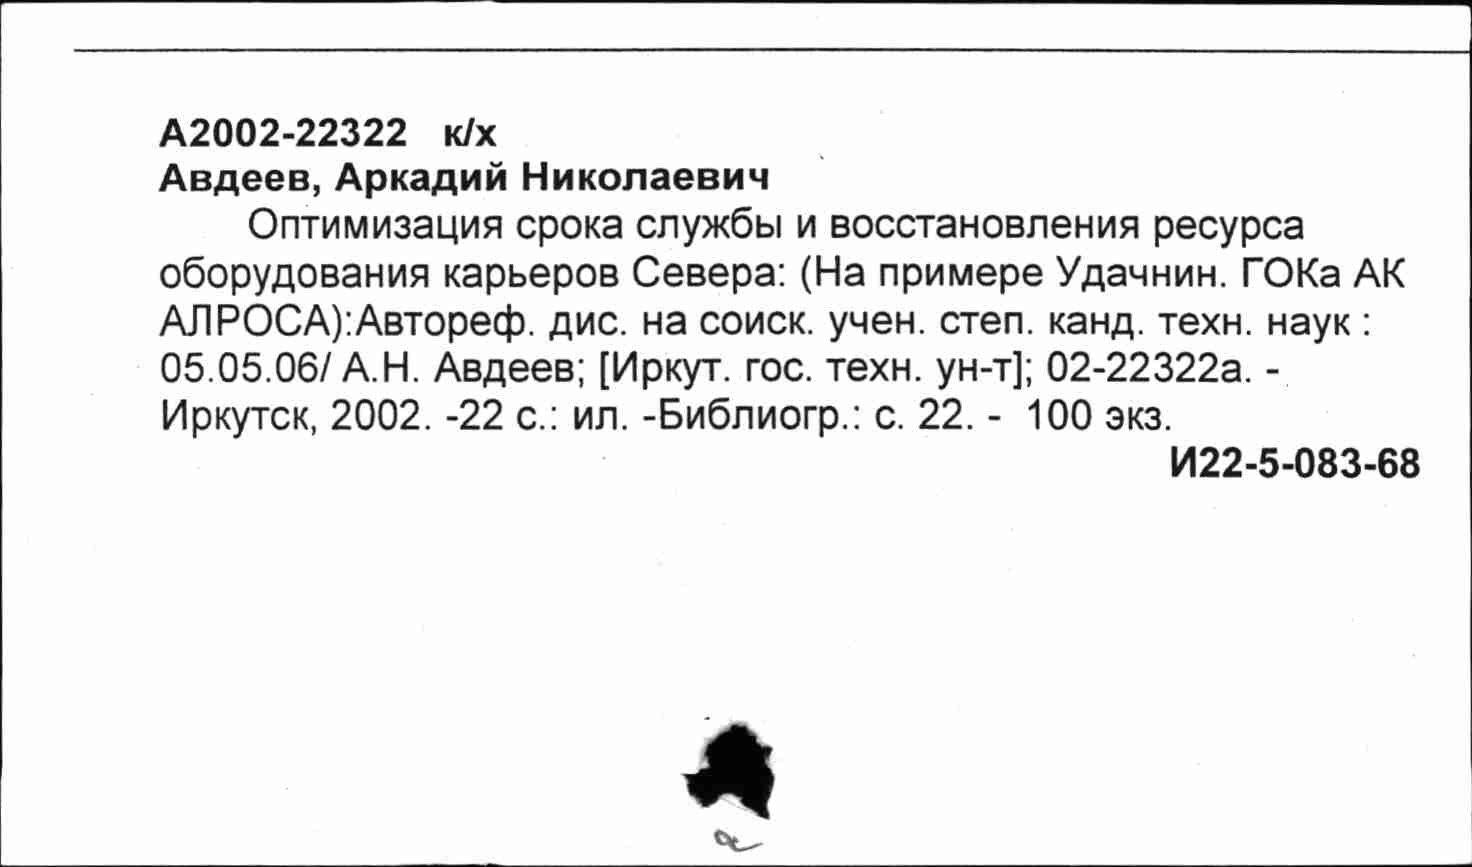 А2002-22322 к/х
Авдеев, Аркадий Николаевич
Оптимизация срока службы и восстановления ресурса
оборудования карьеров Севера: (На примере Удачнин. ГОКа АК
АЛРОСА):Автореф. дис. на соиск. учен. степ. канд. техн. наук :
05.05.06/ А.Н. Авдеев; [Иркут. гос. техн. ун-т]; 02-22322а. -
Иркутск, 2002. -22 с.: ил. -Библиогр.: с. 22. - 100 экз.
И22-5-083-68